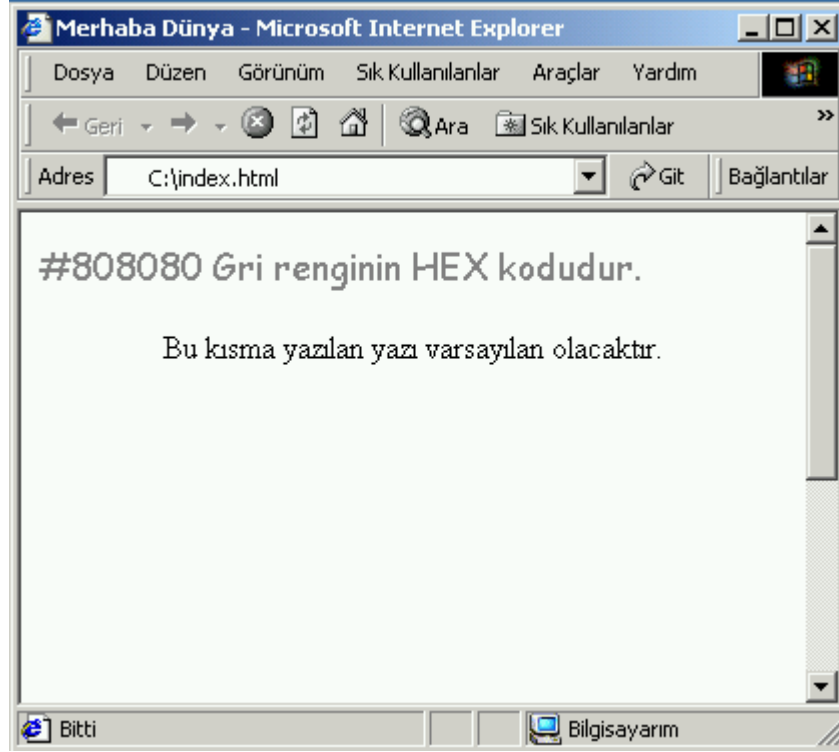 Merhaba Dünya - Microsoft Internet Explorer
Dosya Düzen Görünüm Sık Kullanılanlar Araçlar Yardım
Geri Ara Sık Kullanılanlar »
Adres C:\index.html Git Bağlantılar
#808080 Gri renginin HEX kodudur.
Bu kısma yazılan yazı varsayılan olacaktır.
Bitti Bilgisayarım